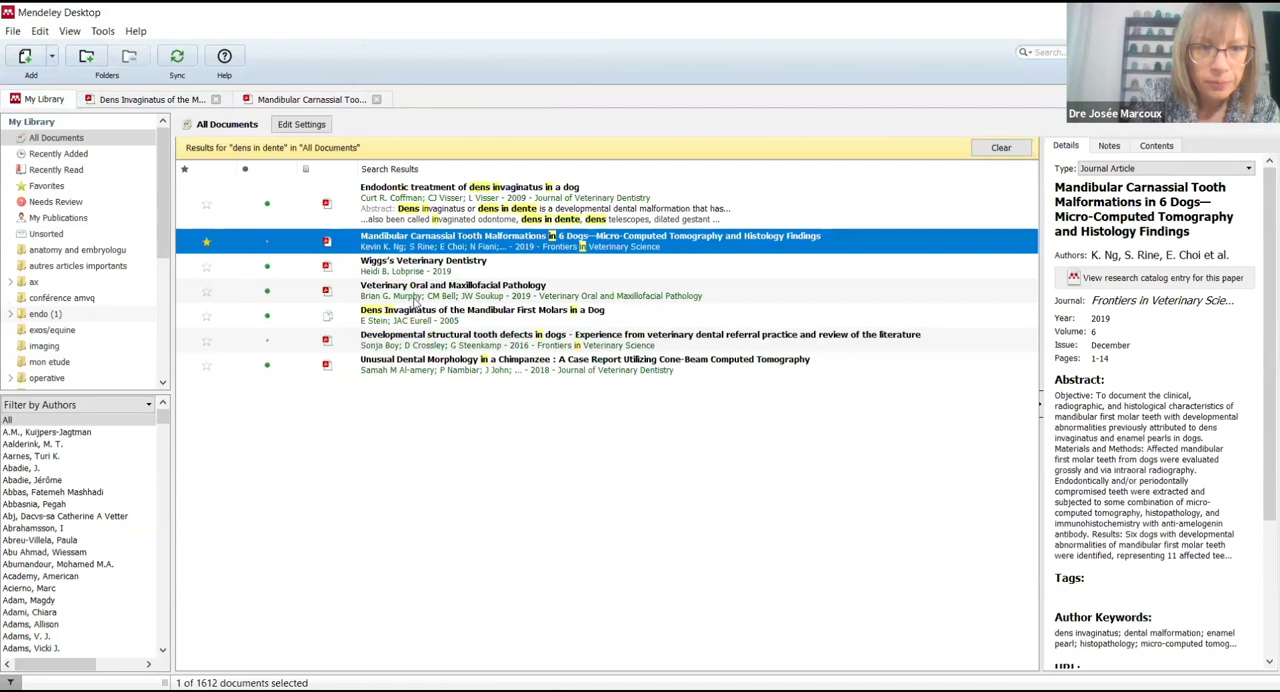 Mendeley Desktop
File Edit View Tools Help
Search...
Add Folders Sync Help
Dre Josée Marcoux
My Library
Dens Invaginatus of the M...
Mandibular Carnassial Too...
My Library
All Documents
Recently Added
Recently Read
Favorites
Needs Review
My Publications
Unsorted
anatomy and embryologu
autres articles importants
ax
conférence amvq
endo (1)
exos/equine
imaging
mon etude
operative
Filter by Authors
All
A.M., Kuijpers-Jagtman
Aalderink, M. T.
Aarnes, Turi K.
Abadie, J.
Abadie, Jérôme
Abbas, Fatemeh Mashhadi
Abbasnia, Pegah
Abj, Dacvs-sa Catherine A Vetter
Abrahamsson, I
Abreu-Villela, Paula
Abu Ahmad, Wiessam
Abumandour, Mohamed M.A.
Academy, American
Acierno, Marc
Adam, Magdy
Adami, Chiara
Adams, Allison
Adams, V. J.
Adams, Vicki J.
All Documents
Edit Settings
Results for "dens in dente" in "All Documents"
Clear
Search Results
Endodontic treatment of dens invaginatus in a dog
Curt R. Coffman; CJ Visser; L Visser - 2009 - Journal of Veterinary Dentistry
Abstract: Dens invaginatus or dens in dente is a developmental dental malformation that has...
...also been called invaginated odontome, dens in dente, dens telescopes, dilated gestant ...
Mandibular Carnassial Tooth Malformations in 6 Dogs—Micro-Computed Tomography and Histology Findings
Kevin K. Ng; S Rine; E Choi; N Fiani;... - 2019 - Frontiers in Veterinary Science
Wiggs's Veterinary Dentistry
Heidi B. Lobprise - 2019
Veterinary Oral and Maxillofacial Pathology
Brian G. Murphy; CM Bell; JW Soukup - 2019 - Veterinary Oral and Maxillofacial Pathology
Dens Invaginatus of the Mandibular First Molars in a Dog
E Stein; JAC Eurell - 2005
Developmental structural tooth defects in dogs - Experience from veterinary dental referral practice and review of the literature
Sonja Boy; D Crossley; G Steenkamp - 2016 - Frontiers in Veterinary Science
Unusual Dental Morphology in a Chimpanzee : A Case Report Utilizing Cone-Beam Computed Tomography
Samah M Al-amery; P Nambiar; J John; ... - 2018 - Journal of Veterinary Dentistry
Details Notes Contents
Type: Journal Article
Mandibular Carnassial Tooth
Malformations in 6 Dogs—
Micro-Computed Tomography
and Histology Findings
Authors: K. Ng, S. Rine, E. Choi et al.
View research catalog entry for this paper
Journal: Frontiers in Veterinary Scie...
Year: 2019
Volume: 6
Issue: December
Pages: 1-14
Abstract:
Objective: To document the clinical,
radiographic, and histological characteristics of
mandibular first molar teeth with developmental
abnormalities previously attributed to dens
invaginatus and enamel pearls in dogs.
Materials and Methods: Affected mandibular
first molar teeth from dogs were evaluated
grossly and via intraoral radiography.
Endodontically and/or periodontally
compromised teeth were extracted and
subjected to some combination of micro-
computed tomography, histopathology, and
immunohistochemistry with anti-amelogenin
antibody. Results: Six dogs with developmental
abnormalities of mandibular first molar teeth
were identified, representing 11 affected tee...
Tags:
Author Keywords:
dens invaginatus; dental malformation; enamel
pearl; histopathology; micro-computed tomog...
URL:
1 of 1612 documents selected